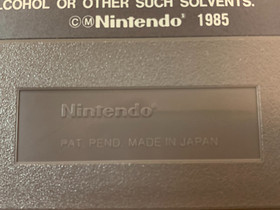 ALCOHOL OR OTHER SUCH SOLVENTS.
©Ⓜ Nintendo® 1985
Nintendo®
PAT. PEND. MADE IN JAPAN